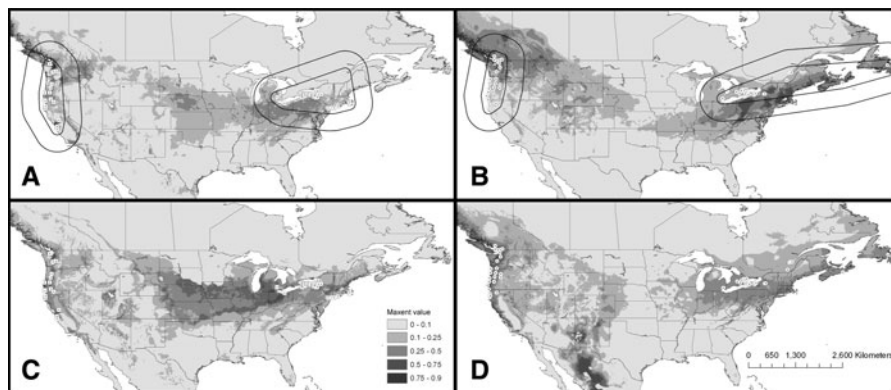 A
B
C
Maxent value
0 - 0.1
0.1 - 0.25
0.25 - 0.5
0.5 - 0.75
0.75 - 0.9
D
0 650 1,300 2,600 Kilometers